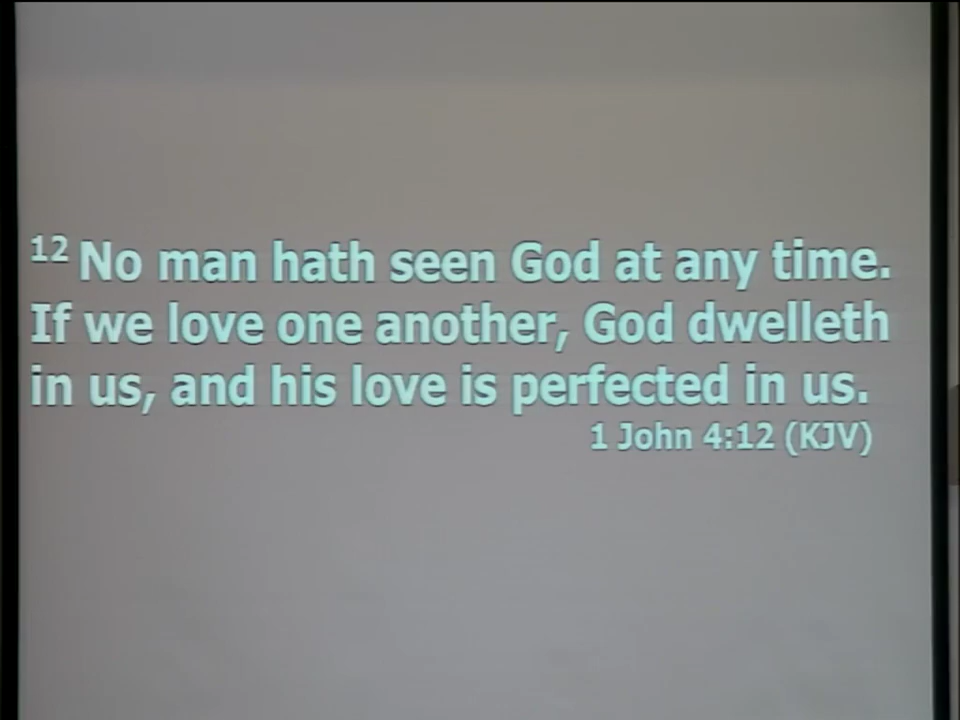 12 No man hath seen God at any time.
If we love one another, God dwelleth
in us, and his love is perfected in us.
1 John 4:12 (KJV)